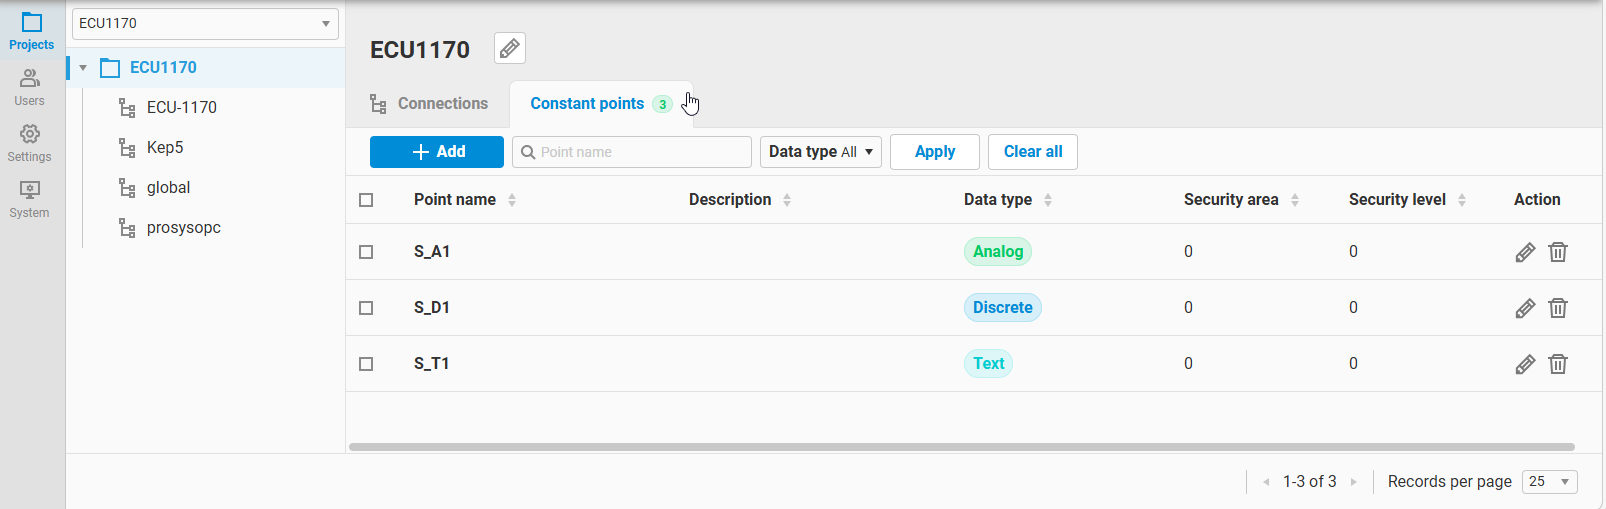 Projects
Users
Settings
System
ECU1170
ECU1170
ECU-1170
Kep5
global
prosysopc
ECU1170
Connections
Constant points 3
Add
Point name
Data type All
Apply
Clear all
Point name Description Data type Security area Security level Action
S_A1 Analog 0 0
S_D1 Discrete 0 0
S_T1 Text 0 0
1-3 of 3 Records per page 25